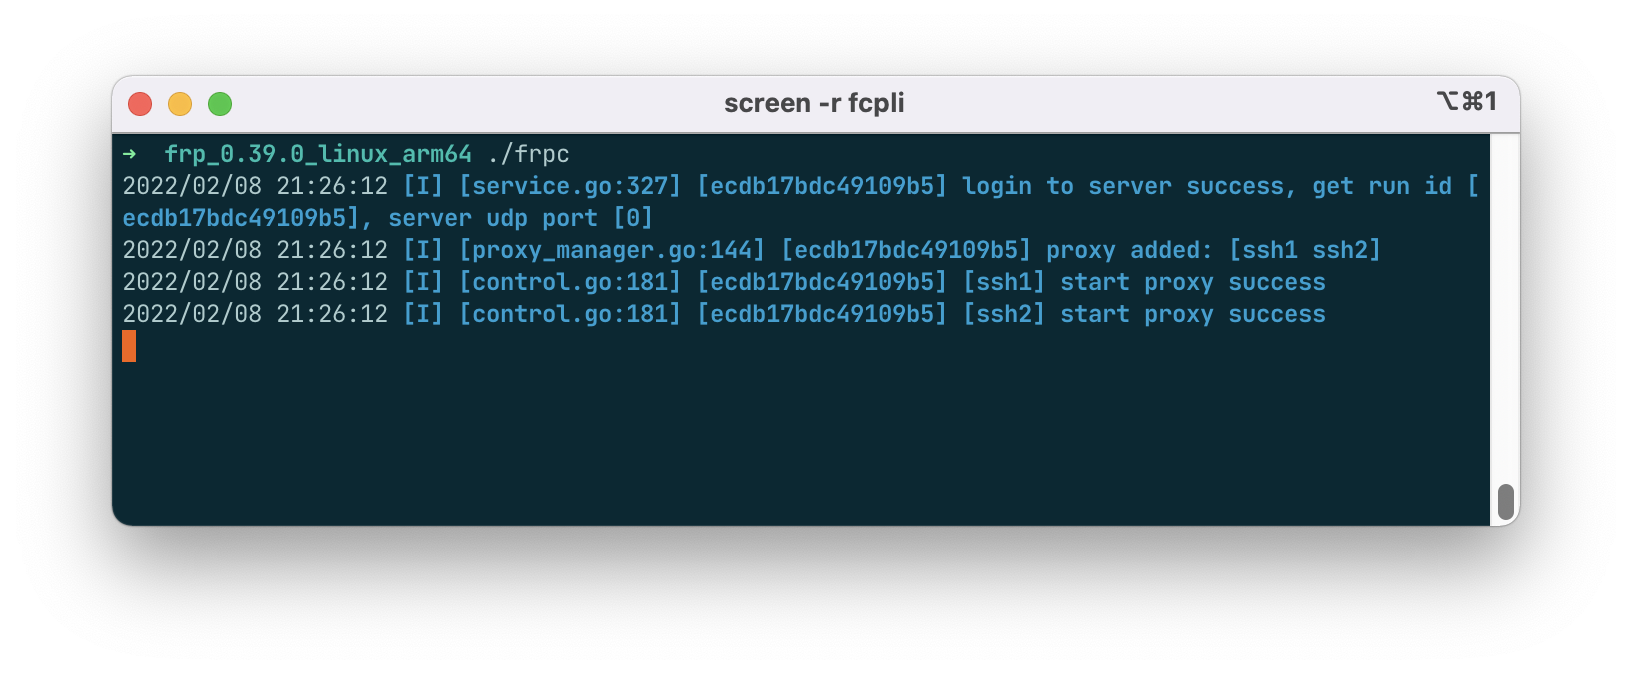 screen -r fcpli
⌥⌘1
➜  frp_0.39.0_linux_arm64 ./frpc
2022/02/08 21:26:12 [I] [service.go:327] [ecdb17bdc49109b5] login to server success, get run id [
ecdb17bdc49109b5], server udp port [0]
2022/02/08 21:26:12 [I] [proxy_manager.go:144] [ecdb17bdc49109b5] proxy added: [ssh1 ssh2]
2022/02/08 21:26:12 [I] [control.go:181] [ecdb17bdc49109b5] [ssh1] start proxy success
2022/02/08 21:26:12 [I] [control.go:181] [ecdb17bdc49109b5] [ssh2] start proxy success